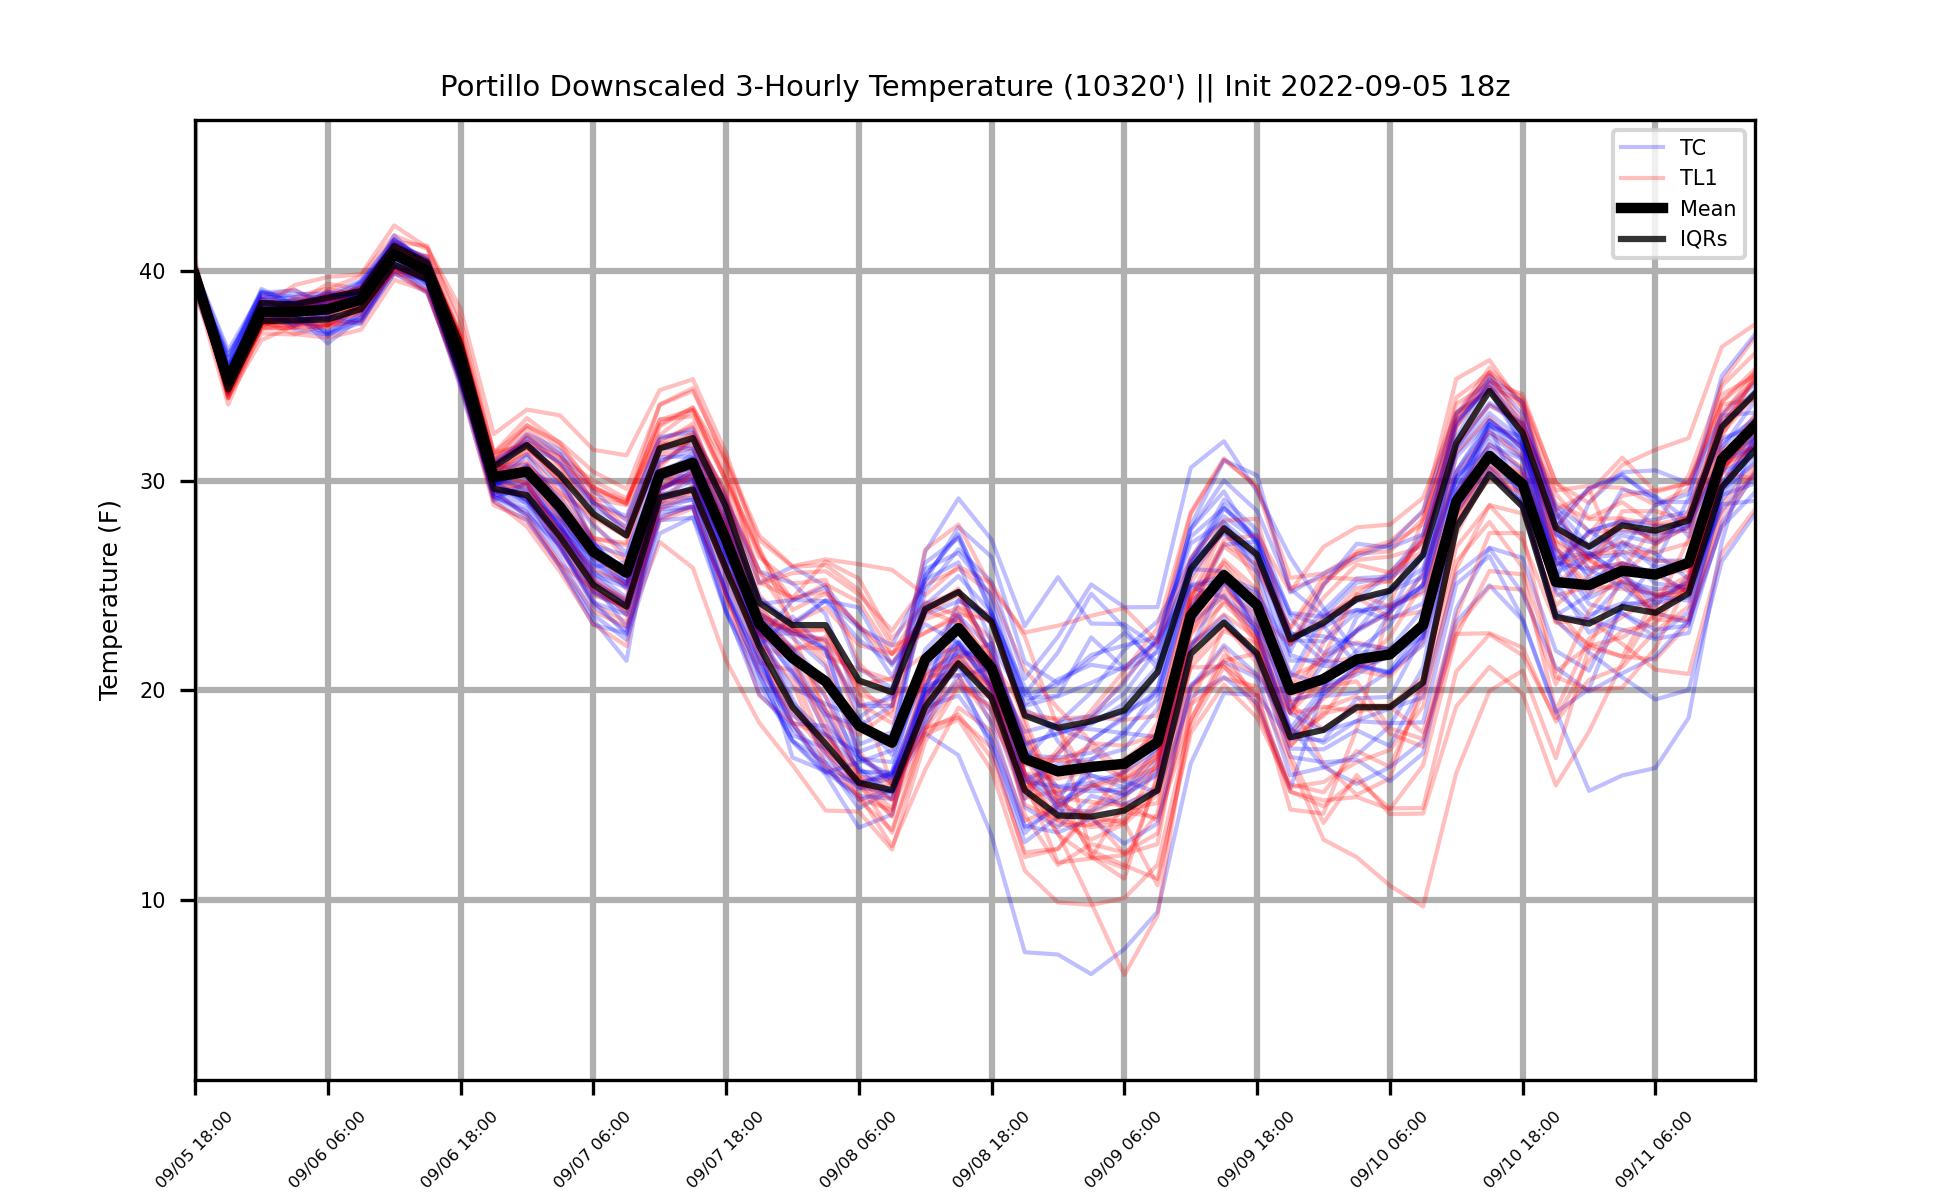 Portillo Downscaled 3-Hourly Temperature (10320') || Init 2022-09-05 18z
TC
TL1
Mean
IQRs
Temperature (F)
40
30
20
10
09/05 18:00
09/06 06:00
09/06 18:00
09/07 06:00
09/07 18:00
09/08 06:00
09/08 18:00
09/09 06:00
09/09 18:00
09/10 06:00
09/10 18:00
09/11 06:00